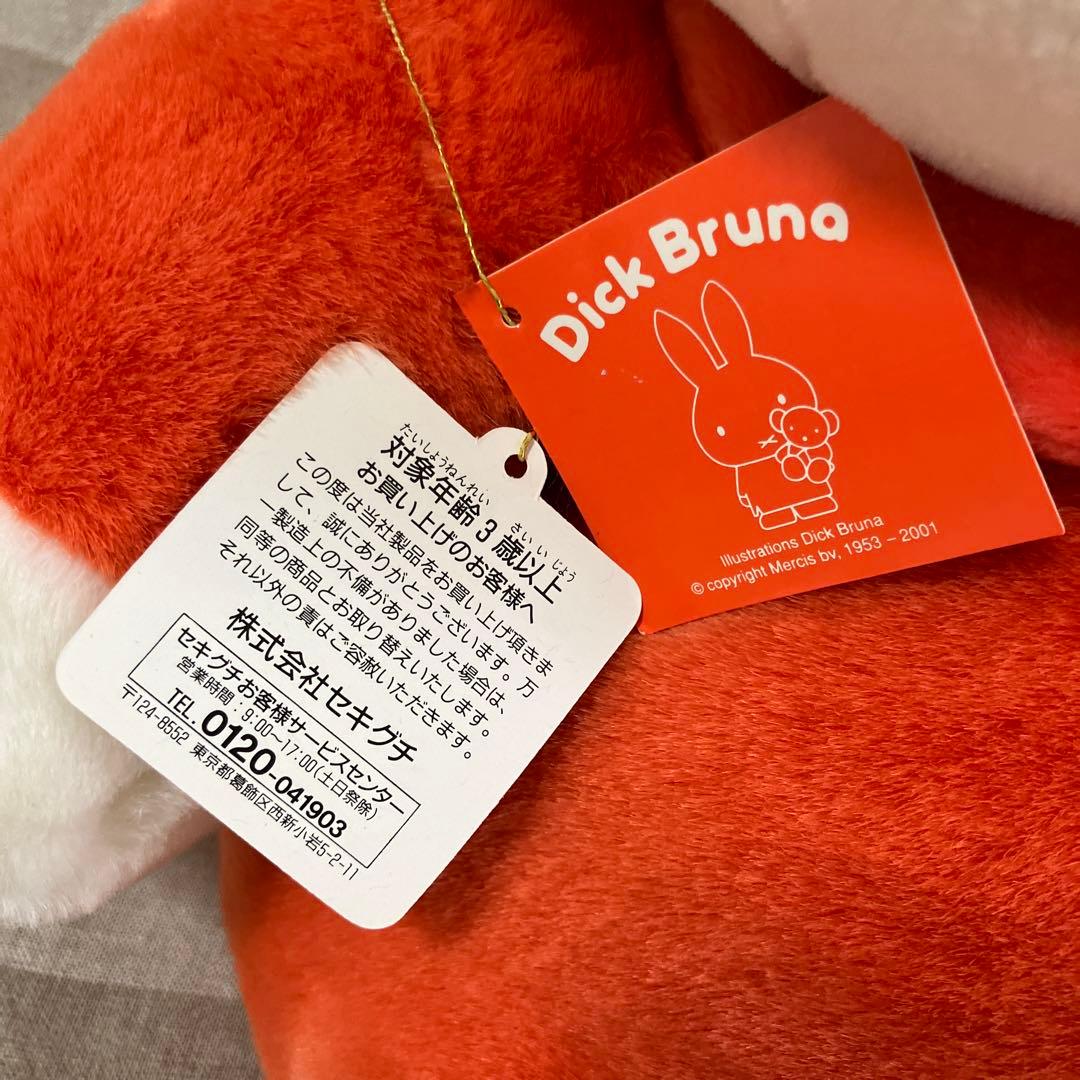 Dick Bruna
Illustrations Dick Bruna
© copyright Mercis bv, 1953 – 2001
たいしょうねんれい さいいじょう
対象年齢3歳以上
お買い上げのお客様へ
この度は当社製品をお買い上げ頂きま
して、誠にありがとうございます。万
一製造上の不備がありました場合は、
同等の商品とお取り替えいたします。
それ以外の責はご容赦いただきます。
株式会社セキグチ
セキグチお客様サービスセンター
営業時間：9:00〜17:00(土日祭除)
TEL.0120-041903
〒124-8552 東京都葛飾区西新小岩5-2-11